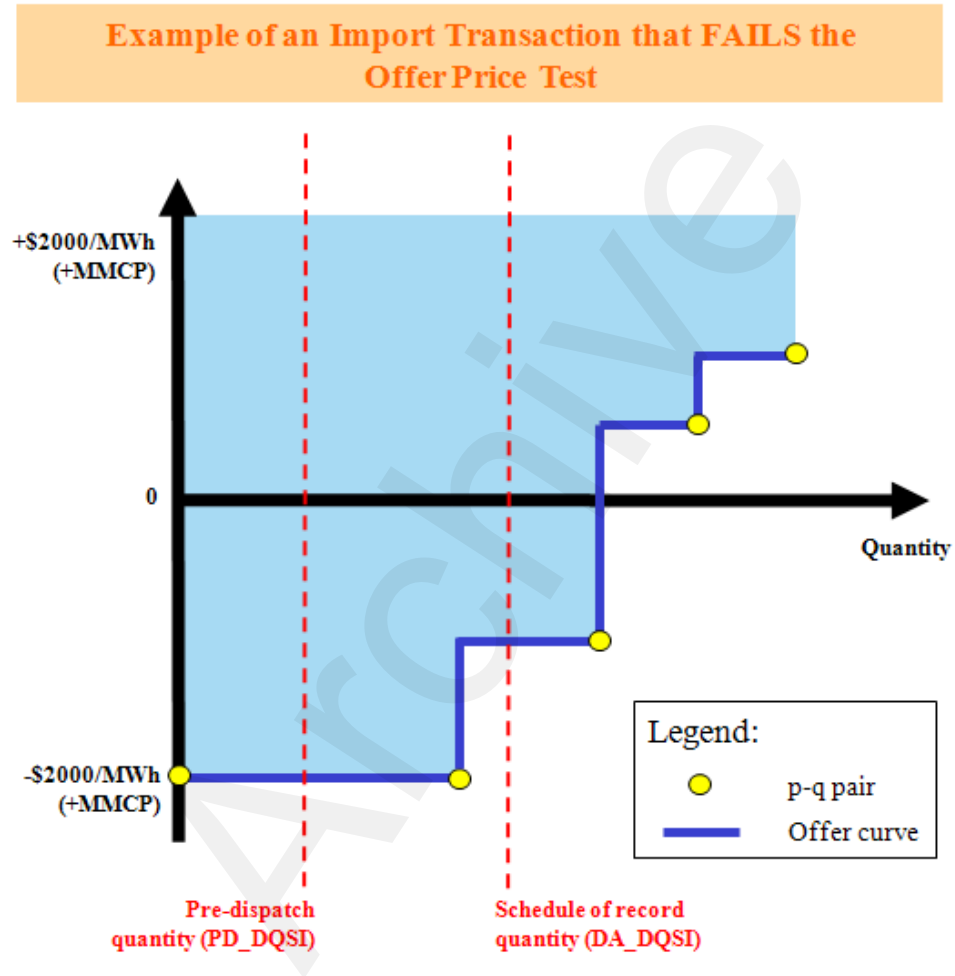 Example of an Import Transaction that FAILS the
Offer Price Test
+$2000/MWh
(+MMCP)
0
Quantity
-$2000/MWh
(+MMCP)
Legend:
p-q pair
Offer curve
Pre-dispatch
quantity (PD_DQSI)
Schedule of record
quantity (DA_DQSI)
Archive